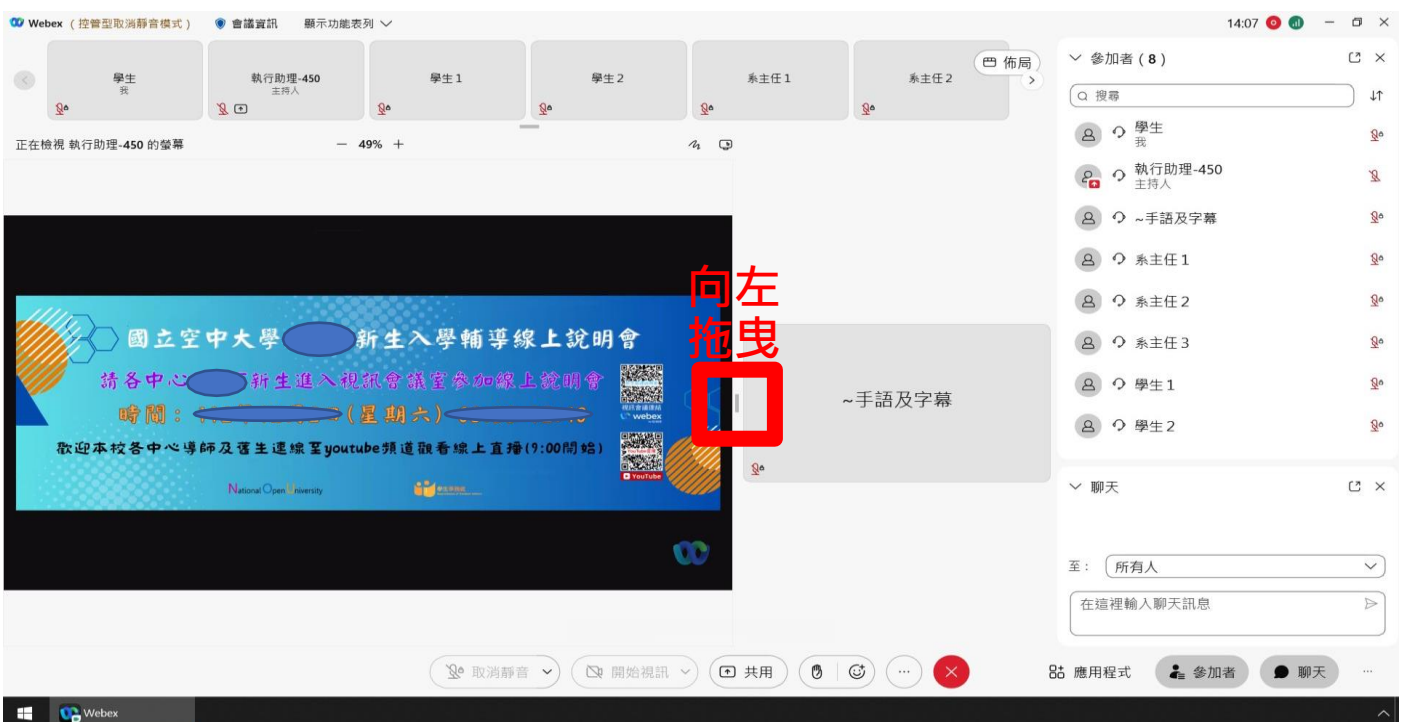 Webex (控管型取消靜音模式) 會議資訊 顯示功能表列
14:07
學生
我
執行助理-450
主持人
學生 1
學生 2
系主任 1
系主任 2
佈局
正在檢視 執行助理-450 的螢幕
49%
向左
拖曳
國立空中大學 新生入學輔導線上說明會
請各中心 新生進入視訊會議室參加線上說明會
時間: (星期六)
歡迎本校各中心導師及舊生連線至youtube頻道觀看線上直播(9:00開始)
National Open University
視訊會議連結
webex
YouTube
~手語及字幕
參加者 (8)
搜尋
學生
我
執行助理-450
主持人
~手語及字幕
系主任 1
系主任 2
系主任 3
學生 1
學生 2
聊天
至: 所有人
在這裡輸入聊天訊息
取消靜音
開始視訊
共用
應用程式
參加者
聊天
Webex